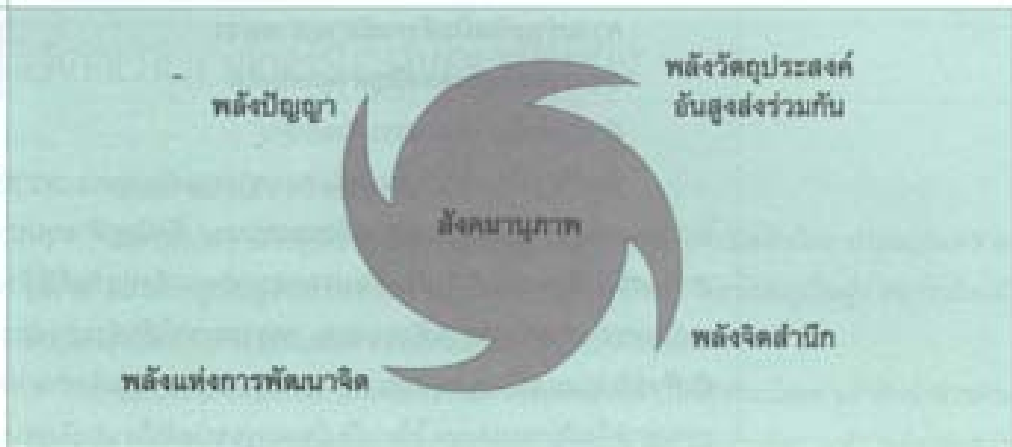 พลังวัตถุประสงค์
อันสูงส่งร่วมกัน
พลังปัญญา
สังคมานุภาพ
พลังจิตสำนึก
พลังแห่งการพัฒนาจิต